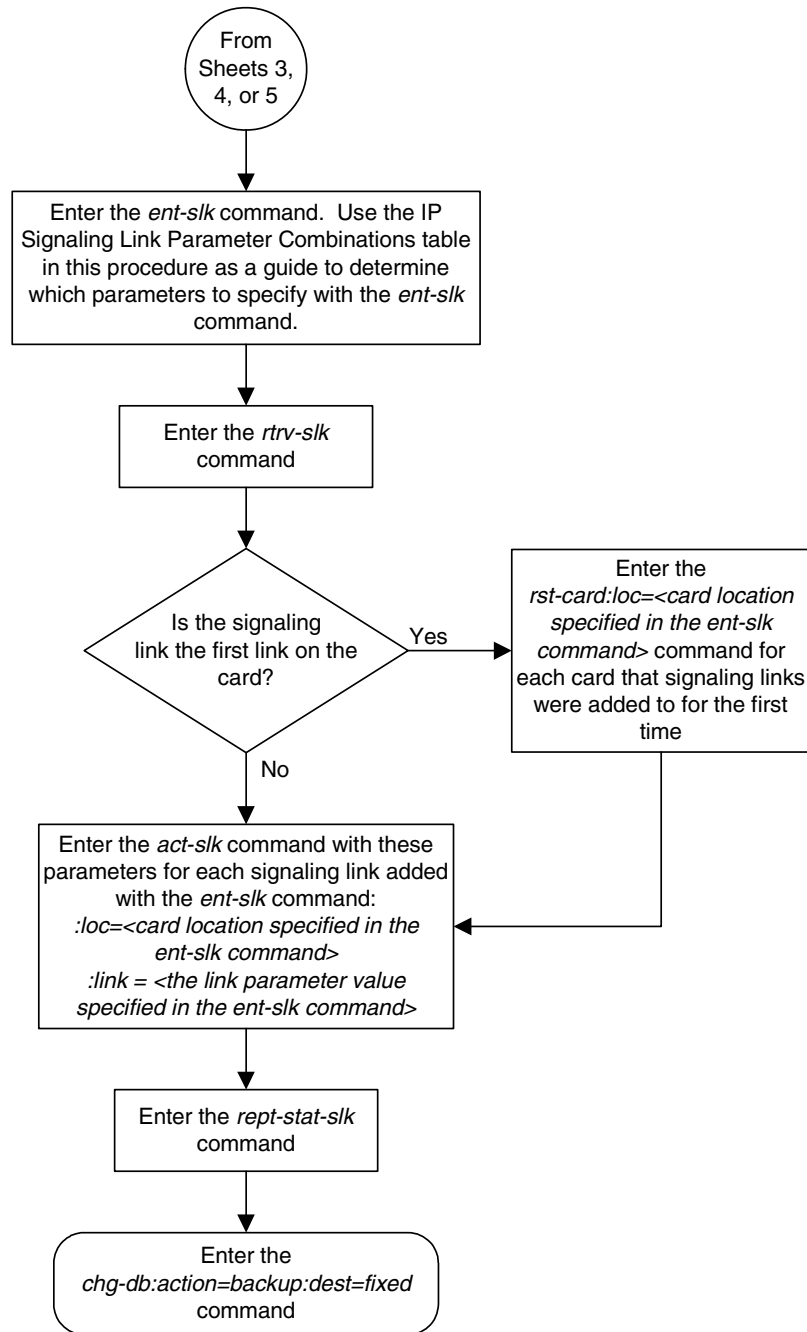 From
Sheets 3,
4, or 5
Enter the ent-slk command.  Use the IP
Signaling Link Parameter Combinations table
in this procedure as a guide to determine
which parameters to specify with the ent-slk
command.
Enter the rtrv-slk
command
Is the signaling
link the first link on the
card?
Yes
Enter the
rst-card:loc=<card location
specified in the ent-slk
command> command for
each card that signaling links
were added to for the first
time
No
Enter the act-slk command with these
parameters for each signaling link added
with the ent-slk command:
:loc=<card location specified in the
ent-slk command>
:link = <the link parameter value
specified in the ent-slk command>
Enter the rept-stat-slk
command
Enter the
chg-db:action=backup:dest=fixed
command